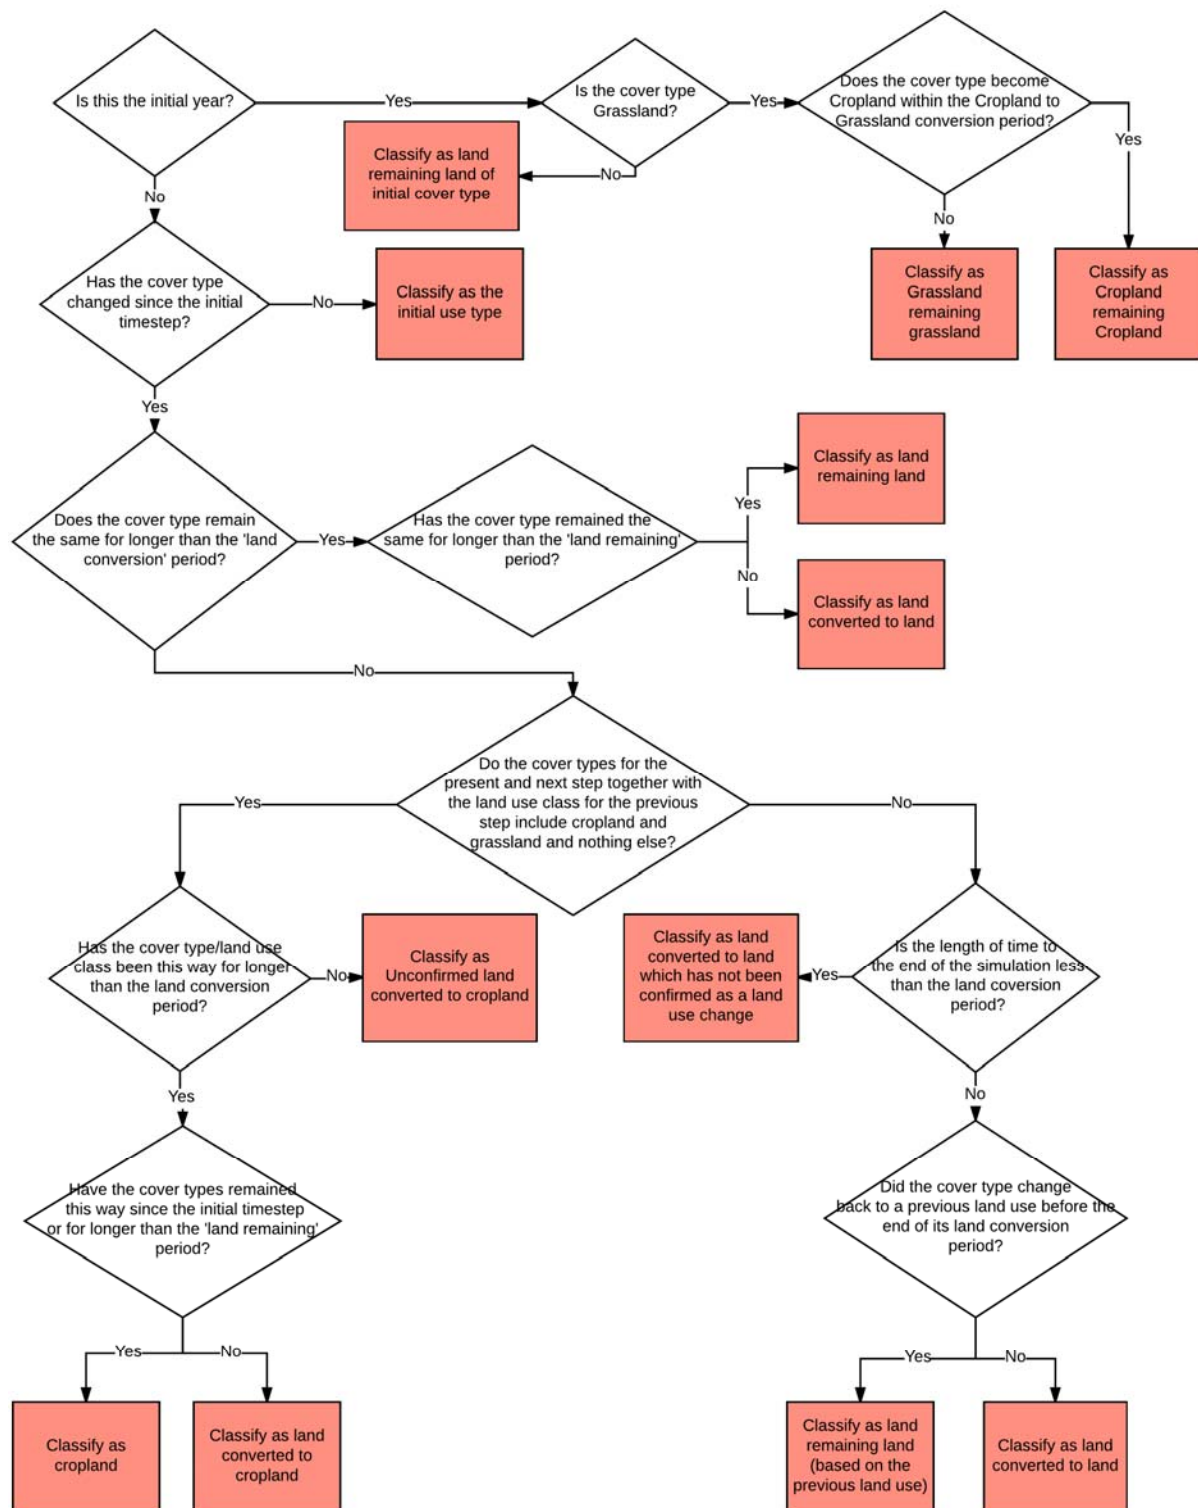 Is this the initial year?
Yes
Is the cover type
Grassland?
Yes
Does the cover type become
Cropland within the Cropland to
Grassland conversion period?
Yes
Classify as land
remaining land of
initial cover type
No
No
No
Classify as
Grassland
remaining
grassland
Classify as
Cropland
remaining
Cropland
Has the cover type
changed since the initial
timestep?
No
Classify as the
initial use type
Yes
Does the cover type remain
the same for longer than the 'land
conversion' period?
Yes
Has the cover type remained the
same for longer than the 'land remaining'
period?
Yes
Classify as land
remaining land
No
Classify as land
converted to land
No
Do the cover types for the
present and next step together with
the land use class for the previous
step include cropland and
grassland and nothing else?
Yes
No
Has the cover type/land use
class been this way for longer
than the land conversion
period?
No
Classify as
Unconfirmed land
converted to cropland
Classify as land
converted to land
which has not been
confirmed as a land
use change
Yes
Is the length of time to
the end of the simulation less
than the land coversion
period?
Yes
No
Have the cover types remained
this way since the initial timestep
or for longer than the 'land remaining'
period?
Did the cover type change
back to a previous land use before the
end of its land conversion
period?
Yes
No
Yes
No
Classify as
cropland
Classify as land
converted to
cropland
Classify as land
remaining land
(based on the
previous land use)
Classify as land
converted to land